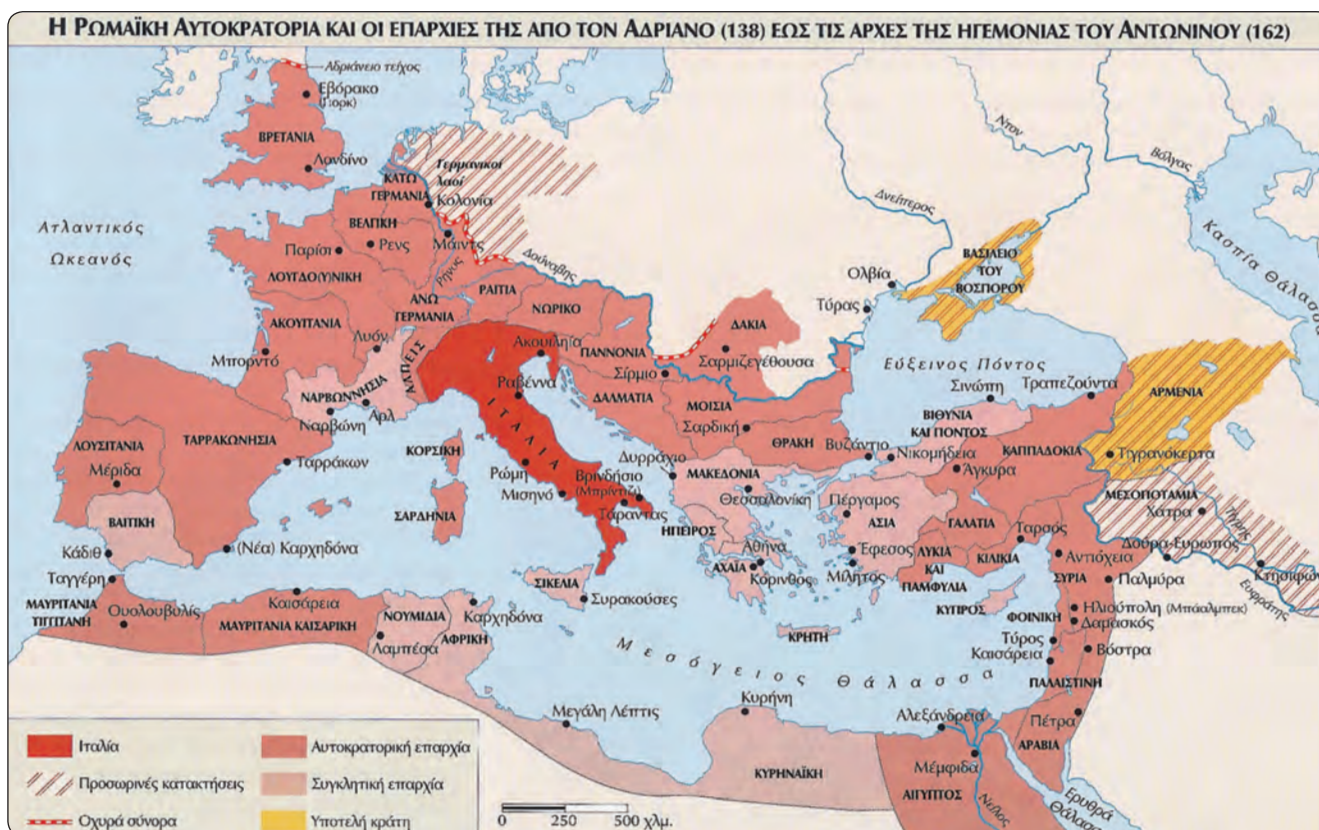 Η ΡΩΜΑΪΚΗ ΑΥΤΟΚΡΑΤΟΡΙΑ ΚΑΙ ΟΙ ΕΠΑΡΧΙΕΣ ΤΗΣ ΑΠΟ ΤΟΝ ΑΔΡΙΑΝΟ (138) ΕΩΣ ΤΙΣ ΑΡΧΕΣ ΤΗΣ ΗΓΕΜΟΝΙΑΣ ΤΟΥ ΑΝΤΩΝΙΝΟΥ (162)
Αδριάνειο τείχος
Εβόρακο
(Γιορκ)
ΒΡΕΤΑΝΙΑ
Λονδίνο
Γερμανικοί
λαοί
ΚΑΤΩ
ΓΕΡΜΑΝΙΑ
Κολονία
ΒΕΛΓΙΚΗ
Ρενς
Μάιντς
Παρίσι
ΛΟΥΓΔΟ(Υ)ΝΙΚΗ
Ρήνος
Δούναβης
Ατλαντικός
Ωκεανός
ΑΝΩ
ΓΕΡΜΑΝΙΑ
ΡΑΙΤΙΑ
ΝΩΡΙΚΟ
ΑΚΟΥΙΤΑΝΙΑ
Λυόν
Μπορντό
ΑΛΠΕΙΣ
Ακουιληία
ΠΑΝΝΟΝΙΑ
Ραβέννα
Σίρμιο
ΝΑΡΒΩΝΝΗΣΙΑ
Αρλ
Ναρβώνη
ΙΤΑΛΙΑ
ΔΑΛΜΑΤΙΑ
ΔΑΚΙΑ
Σαρμιζεγέθουσα
ΜΟΙΣΙΑ
Σαρδική
ΘΡΑΚΗ
Ντον
Βόλγας
Δνείπερος
Κασπία Θάλασσα
Ολβία
Τύρας
ΒΑΣΙΛΕΙΟ
ΤΟΥ
ΒΟΣΠΟΡΟΥ
Εύξεινος Πόντος
Σινώπη
Τραπεζούντα
ΑΡΜΕΝΙΑ
ΒΙΘΥΝΙΑ
ΚΑΙ ΠΟΝΤΟΣ
Βυζάντιο
Νικομήδεια
ΚΑΠΠΑΔΟΚΙΑ
Άγκυρα
Τιγρανόκερτα
ΛΟΥΣΙΤΑΝΙΑ
Μέριδα
ΤΑΡΡΑΚΩΝΗΣΙΑ
Ταρράκων
ΚΟΡΣΙΚΗ
ΣΑΡΔΗΝΙΑ
Ρώμη
Μισηνό
Βρινδήσιο
(Μπρίντιζι)
Τάραντας
Δυρράχιο
ΜΑΚΕΔΟΝΙΑ
Θεσσαλονίκη
ΗΠΕΙΡΟΣ
Πέργαμος
ΑΣΙΑ
ΓΑΛΑΤΙΑ
Ταρσός
ΜΕΣΟΠΟΤΑΜΙΑ
Χάτρα
Τίγρης
Δούρα-Ευρωπός
Κτησιφών
Ευφράτης
ΒΑΙΤΙΚΗ
Κάδιθ
(Νέα) Καρχηδόνα
ΑΧΑΪΑ
Αθήνα
Κόρινθος
Έφεσος
Μίλητος
ΛΥΚΙΑ
ΚΑΙ
ΠΑΜΦΥΛΙΑ
ΚΙΛΙΚΙΑ
Αντιόχεια
ΣΥΡΙΑ
Παλμύρα
ΚΥΠΡΟΣ
ΦΟΙΝΙΚΗ
Ηλιούπολη (Μπάαλμπεκ)
Δαμασκός
Ταγγέρη
ΜΑΥΡΙΤΑΝΙΑ
ΤΙΓΓΙΤΑΝΗ
Ουολουβυλίς
Καισάρεια
ΜΑΥΡΙΤΑΝΙΑ ΚΑΙΣΑΡΙΚΗ
ΝΟΥΜΙΔΙΑ
Λαμπέσα
Καρχηδόνα
ΑΦΡΙΚΗ
ΣΙΚΕΛΙΑ
Συρακούσες
ΚΡΗΤΗ
Μεσόγειος Θάλασσα
Τύρος
Καισάρεια
Βόστρα
ΠΑΛΑΙΣΤΙΝΗ
Μεγάλη Λέπτις
Κυρήνη
Αλεξάνδρεια
Πέτρα
ΑΡΑΒΙΑ
ΚΥΡΗΝΑΪΚΗ
Μέμφιδα
ΑΙΓΥΠΤΟΣ
Νείλος
Ερυθρά
Θάλασσα
Ιταλία
Αυτοκρατορική επαρχία
Προσωρινές κατακτήσεις
Συγκλητική επαρχία
Οχυρά σύνορα
Υποτελή κράτη
0 250 500 χλμ.